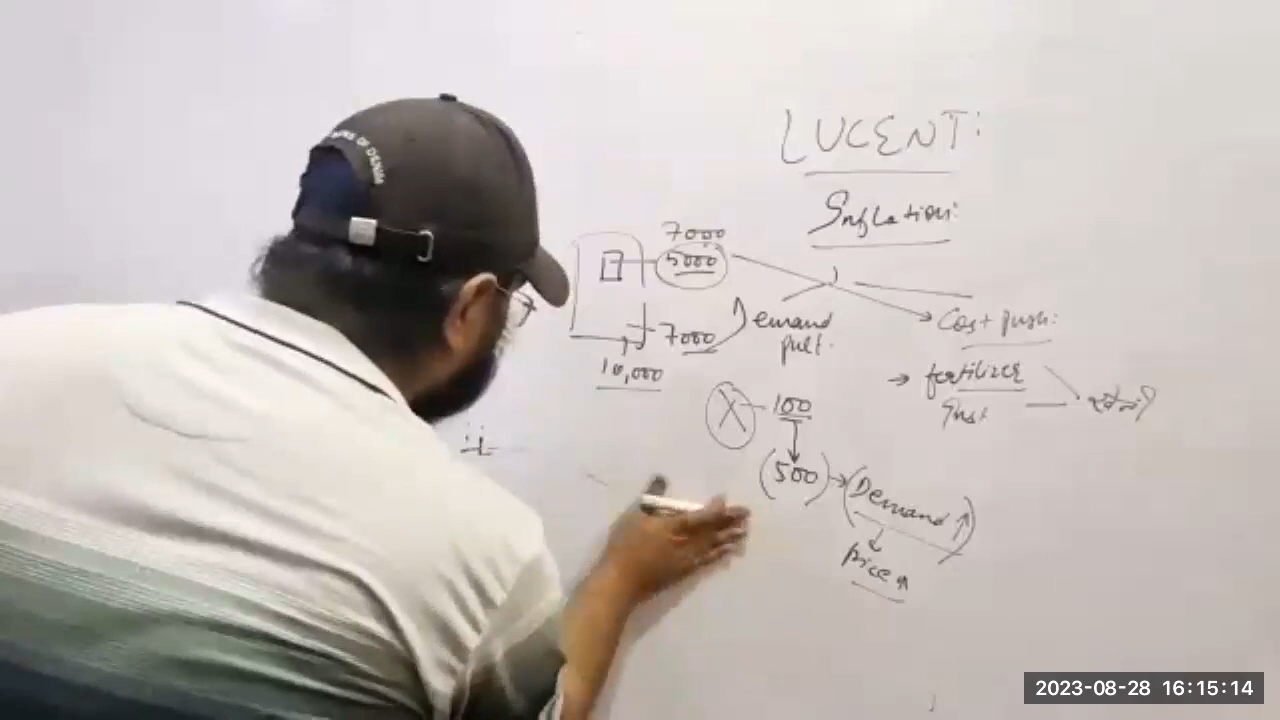 LUCENT:
Inflation:
7000
5000
7000
10,000
Demand
pull.
Cost push:
→ fertilizer
X - 100
(500) → (Demand ↑)
price ↑
2023-08-28 16:15:14